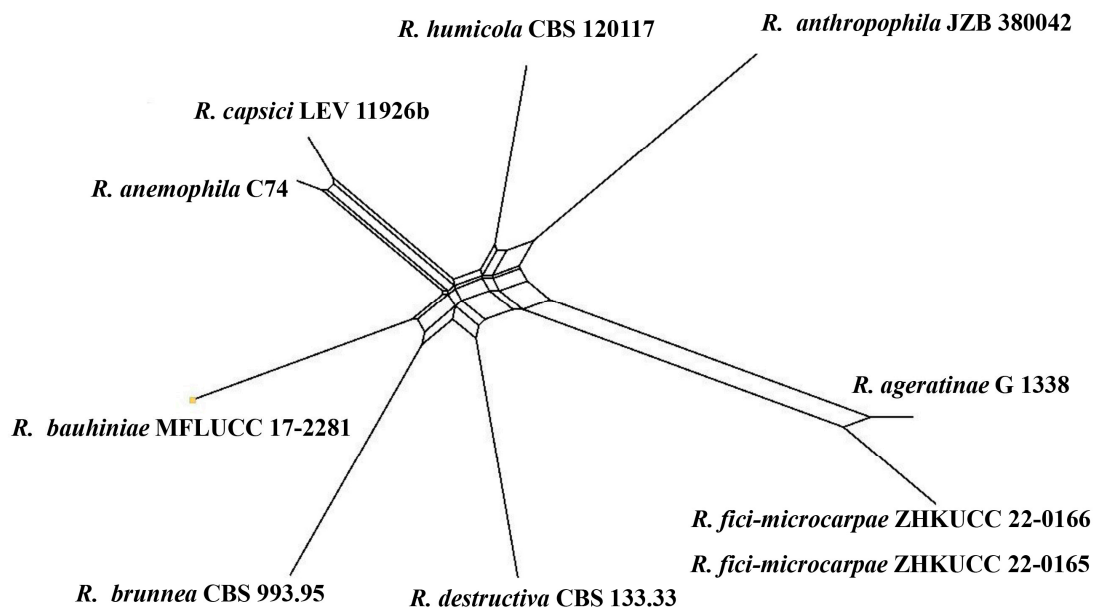 R. anthropophila JZB 380042
R. humicola CBS 120117
R. capsici LEV 11926b
R. anemophila C74
R. ageratinae G 1338
R. bauhiniae MFLUCC 17-2281
R. fici-microcarpae ZHKUCC 22-0166
R. fici-microcarpae ZHKUCC 22-0165
R. brunnea CBS 993.95
R. destructiva CBS 133.33